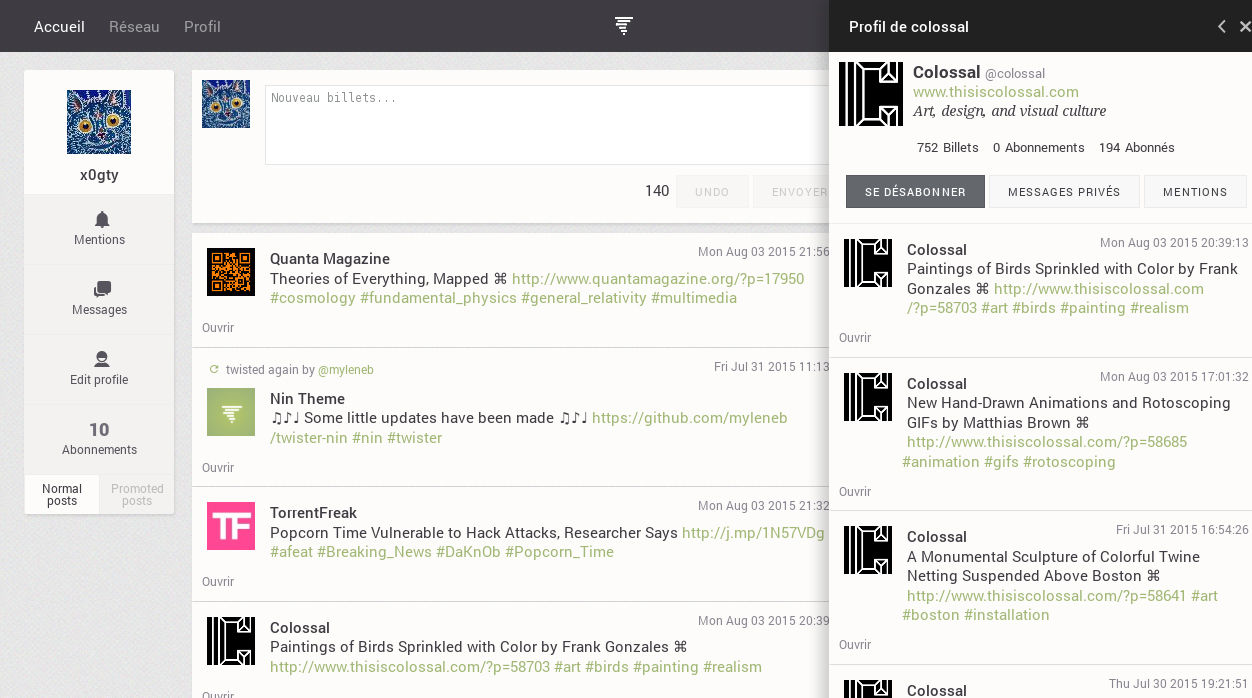 Accueil Réseau Profil
x0gty
Mentions
Messages
Edit profile
10
Abonnements
Normal posts
Promoted posts
Nouveau billets...
140 UNDO ENVOYER
Quanta Magazine Mon Aug 03 2015 21:56
Theories of Everything, Mapped ⌘ http://www.quantamagazine.org/?p=17950
#cosmology #fundamental_physics #general_relativity #multimedia
Ouvrir
twisted again by @myleneb Fri Jul 31 2015 11:13
Nin Theme
♫♪♩ Some little updates have been made ♫♪♩ https://github.com/myleneb
/twister-nin #nin #twister
Ouvrir
TorrentFreak Mon Aug 03 2015 21:32
Popcorn Time Vulnerable to Hack Attacks, Researcher Says http://j.mp/1N57VDg
#afeat #Breaking_News #DaKnOb #Popcorn_Time
Ouvrir
Colossal Mon Aug 03 2015 20:39
Paintings of Birds Sprinkled with Color by Frank Gonzales ⌘
http://www.thisiscolossal.com/?p=58703 #art #birds #painting #realism
Ouvrir
Profil de colossal
Colossal @colossal
www.thisiscolossal.com
Art, design, and visual culture
752 Billets 0 Abonnements 194 Abonnés
SE DÉSABONNER MESSAGES PRIVÉS MENTIONS
Colossal Mon Aug 03 2015 20:39:13
Paintings of Birds Sprinkled with Color by Frank
Gonzales ⌘ http://www.thisiscolossal.com
/?p=58703 #art #birds #painting #realism
Ouvrir
Colossal Mon Aug 03 2015 17:01:32
New Hand-Drawn Animations and Rotoscoping
GIFs by Matthias Brown ⌘
http://www.thisiscolossal.com/?p=58685
#animation #gifs #rotoscoping
Ouvrir
Colossal Fri Jul 31 2015 16:54:26
A Monumental Sculpture of Colorful Twine
Netting Suspended Above Boston ⌘
http://www.thisiscolossal.com/?p=58641 #art
#boston #installation
Ouvrir
Colossal Thu Jul 30 2015 19:21:51